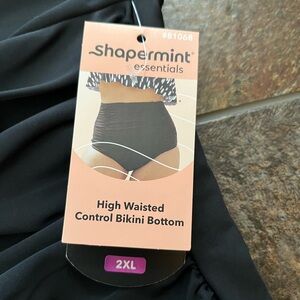 #81068
shapermint
essentials
High Waisted
Control Bikini Bottom
2XL